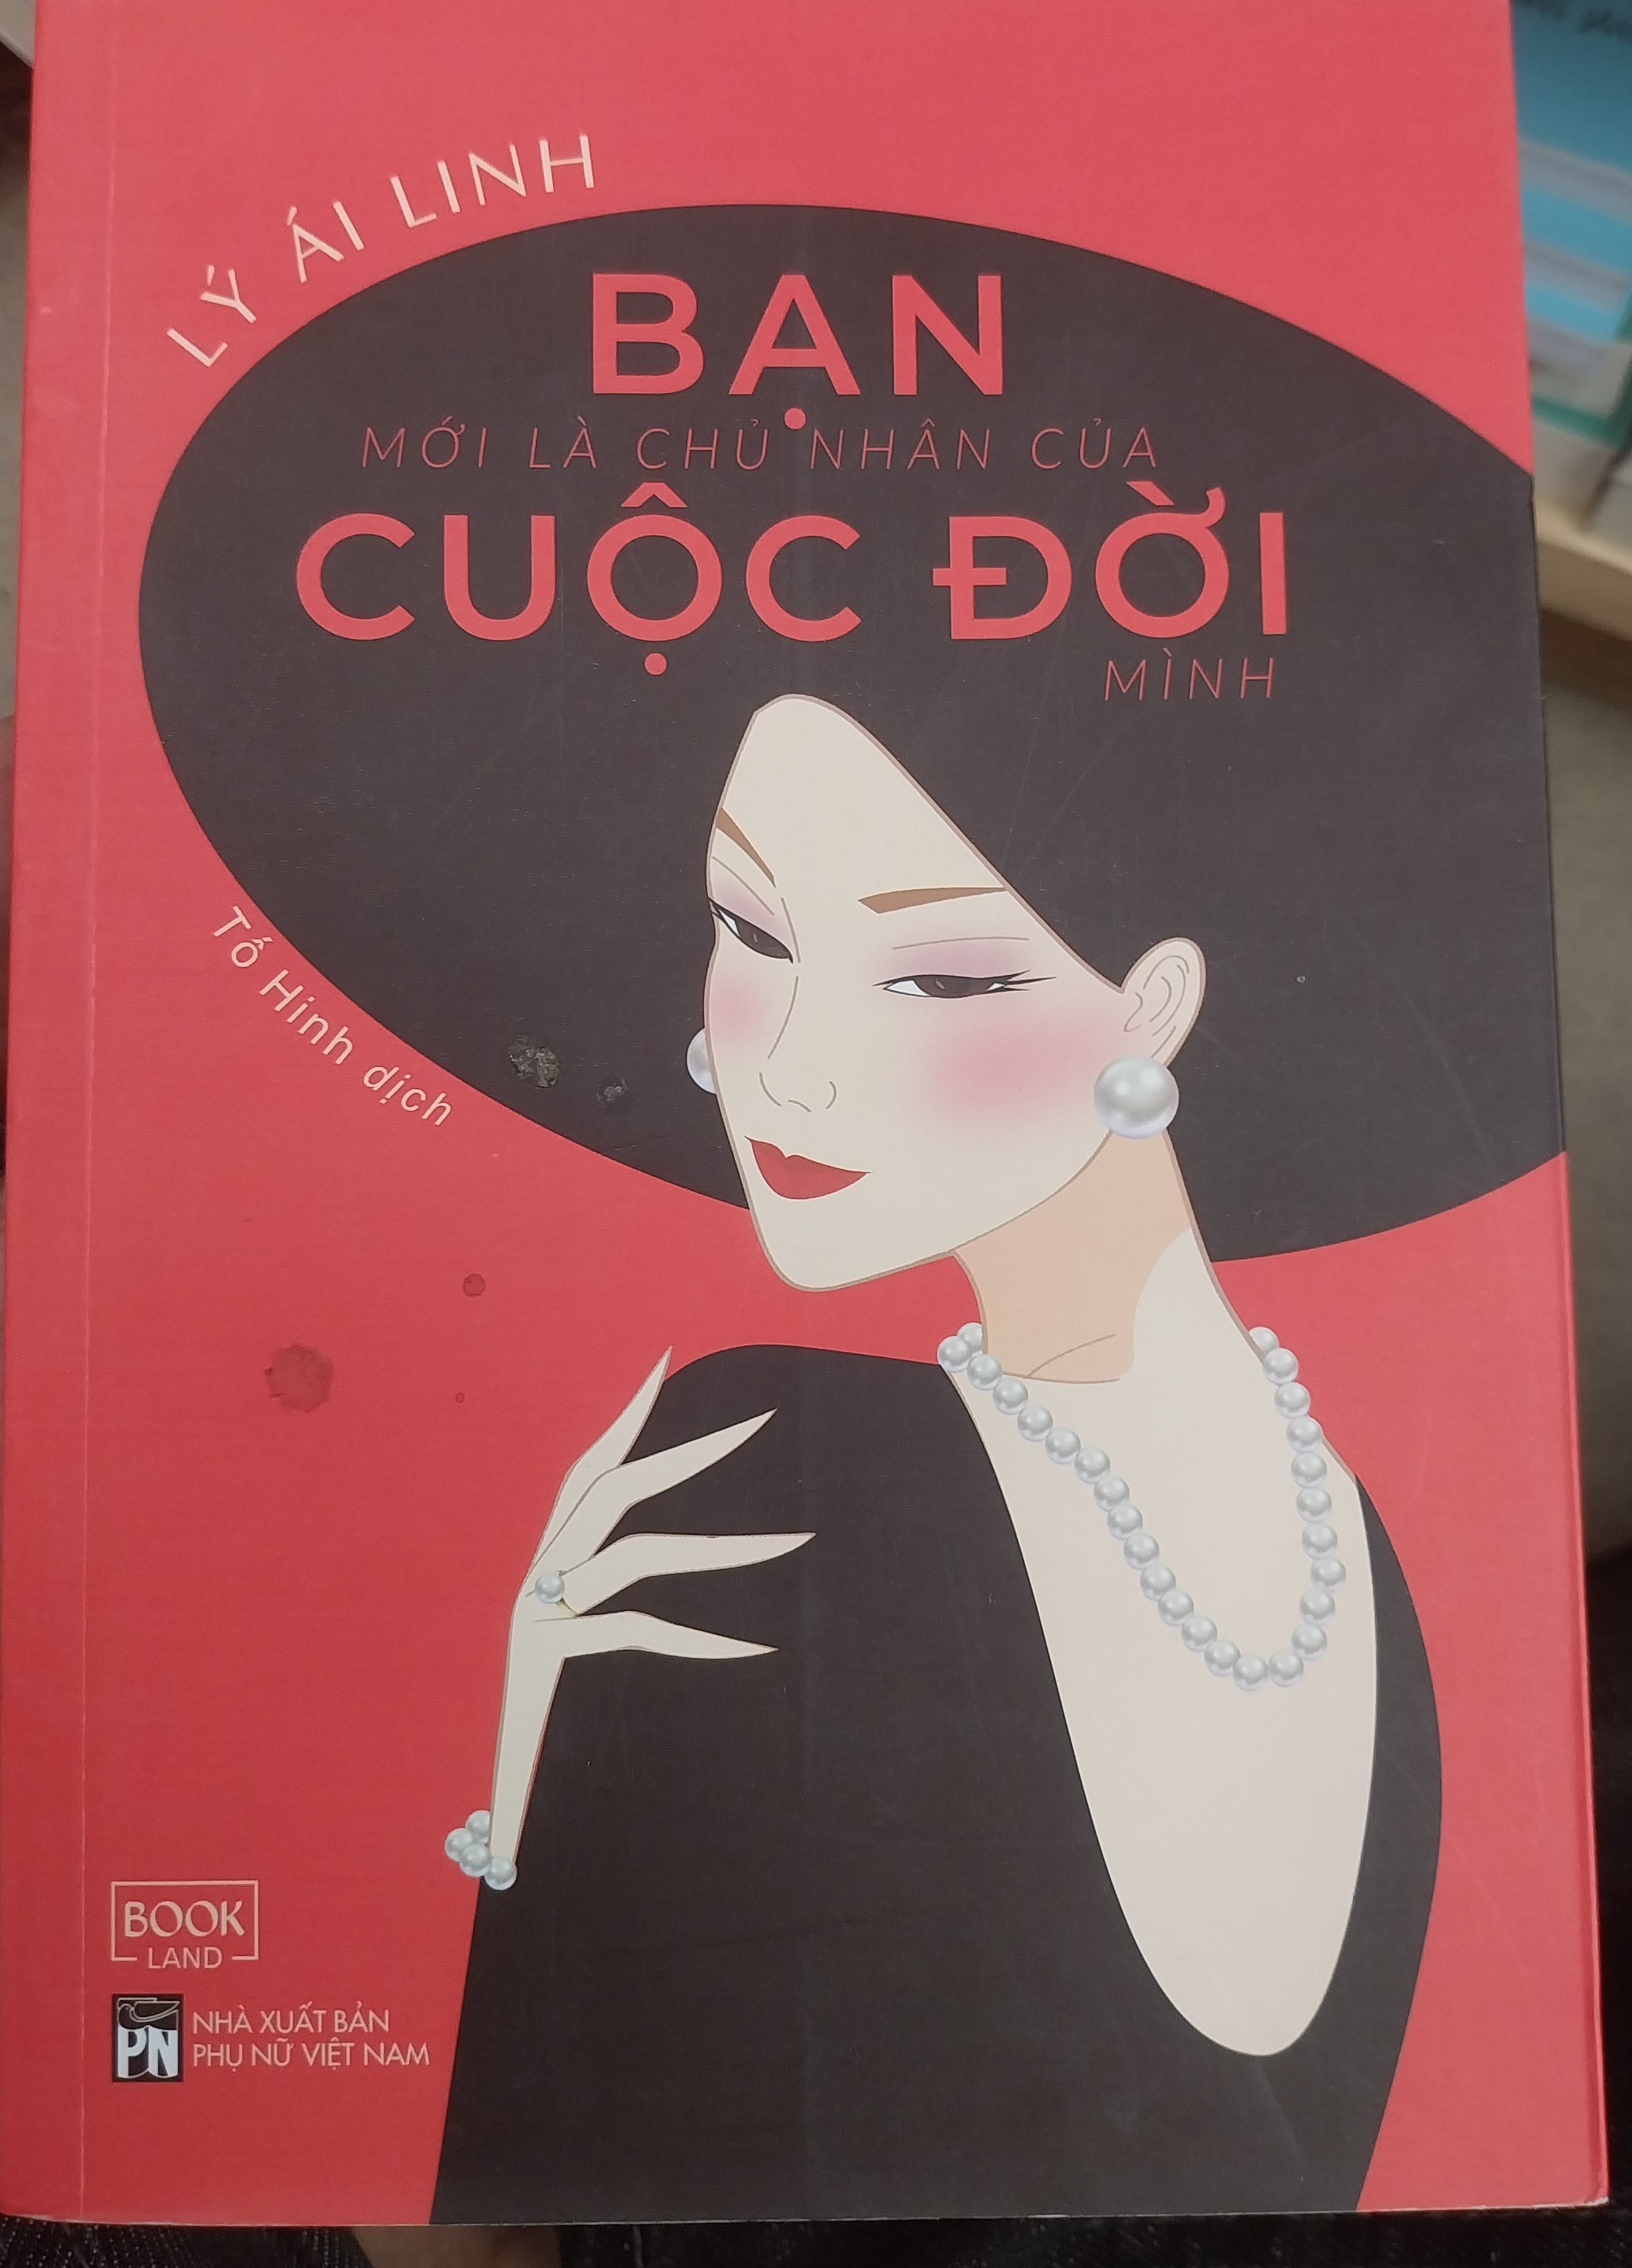 LÝ ÁI LINH
BẠN
MỚI LÀ CHỦ NHÂN CỦA
CUỘC ĐỜI
MÌNH
Tố Hinh dịch
BOOK
LAND
PN
NHÀ XUẤT BẢN
PHỤ NỮ VIỆT NAM